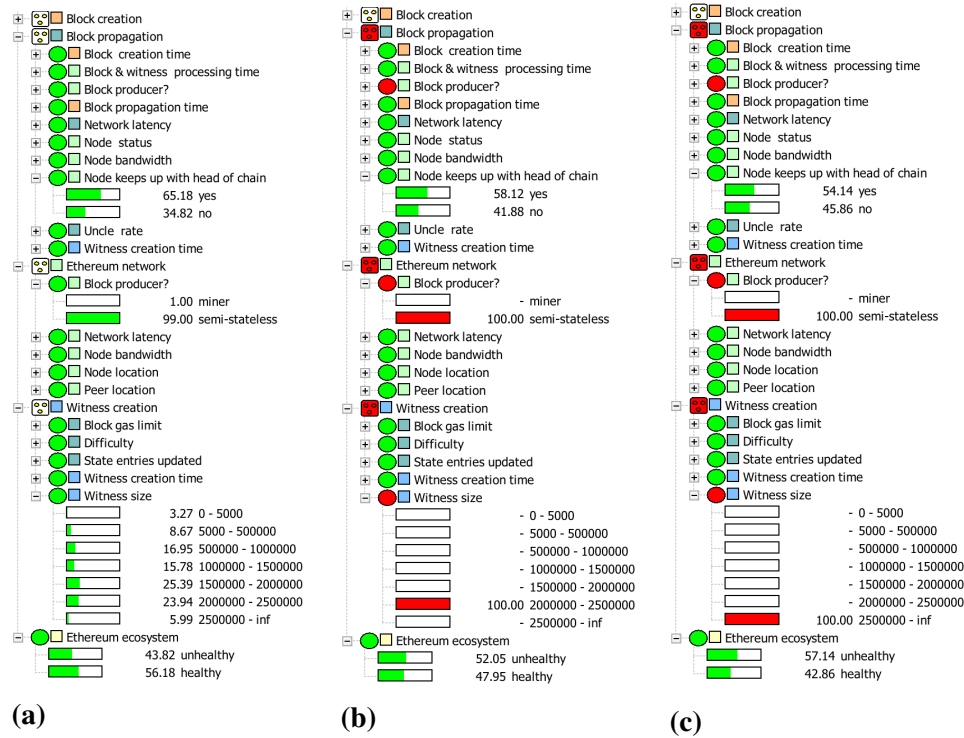 Block creation
Block propagation
Block  creation time
Block & witness  processing time
Block producer?
Block propagation time
Network latency
Node  status
Node bandwidth
Node keeps up with head of chain
65.18 yes
34.82 no
Uncle  rate
Witness creation time
Ethereum network
Block producer?
1.00 miner
99.00 semi-stateless
Network latency
Node bandwidth
Node location
Peer location
Witness creation
Block gas limit
Difficulty
State entries updated
Witness creation time
Witness size
3.27 0 - 5000
8.67 5000 - 500000
16.95 500000 - 1000000
15.78 1000000 - 1500000
25.39 1500000 - 2000000
23.94 2000000 - 2500000
5.99 2500000 - inf
Ethereum ecosystem
43.82 unhealthy
56.18 healthy
(a)
Block creation
Block propagation
Block  creation time
Block & witness  processing time
Block producer?
Block propagation time
Network latency
Node  status
Node bandwidth
Node keeps up with head of chain
58.12 yes
41.88 no
Uncle  rate
Witness creation time
Ethereum network
Block producer?
- miner
100.00 semi-stateless
Network latency
Node bandwidth
Node location
Peer location
Witness creation
Block gas limit
Difficulty
State entries updated
Witness creation time
Witness size
- 0 - 5000
- 5000 - 500000
- 500000 - 1000000
- 1000000 - 1500000
- 1500000 - 2000000
100.00 2000000 - 2500000
- 2500000 - inf
Ethereum ecosystem
52.05 unhealthy
47.95 healthy
(b)
Block creation
Block propagation
Block  creation time
Block & witness  processing time
Block producer?
Block propagation time
Network latency
Node  status
Node bandwidth
Node keeps up with head of chain
54.14 yes
45.86 no
Uncle  rate
Witness creation time
Ethereum network
Block producer?
- miner
100.00 semi-stateless
Network latency
Node bandwidth
Node location
Peer location
Witness creation
Block gas limit
Difficulty
State entries updated
Witness creation time
Witness size
- 0 - 5000
- 5000 - 500000
- 500000 - 1000000
- 1000000 - 1500000
- 1500000 - 2000000
- 2000000 - 2500000
100.00 2500000 - inf
Ethereum ecosystem
57.14 unhealthy
42.86 healthy
(c)